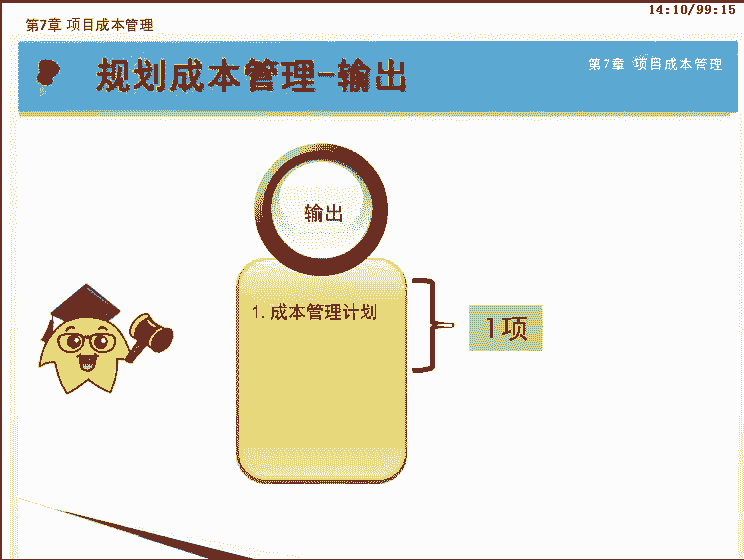 14:10/99:15
第7章 项目成本管理
规划成本管理-输出
第7章 项目成本管理
输出
1. 成本管理计划
1项